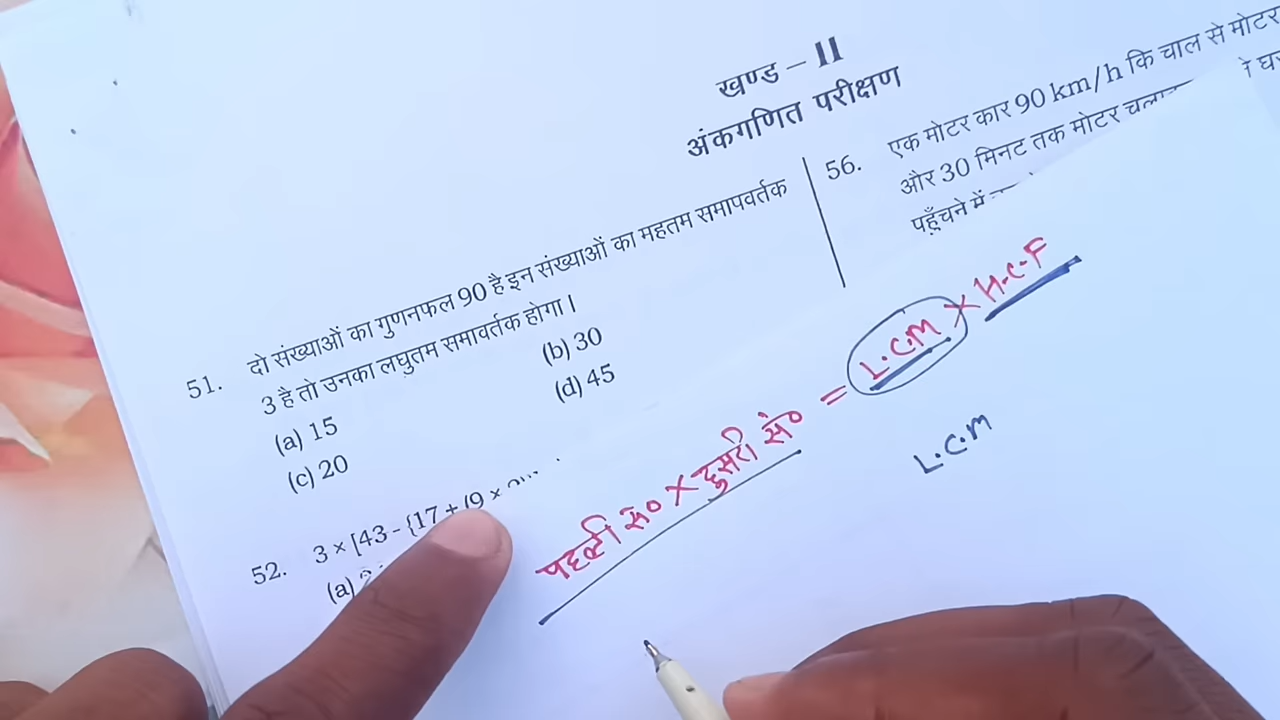 खण्ड – II
अंकगणित परीक्षण
51. दो संख्याओं का गुणनफल 90 है इन संख्याओं का महतम समापवर्तक
3 है तो उनका लघुतम समावर्तक होगा ।
(a) 15 (b) 30
(c) 20 (d) 45
52. 3 × [43 - {17 + (9 ×
(a)
56. एक मोटर कार 90 km/h कि चाल से मोटर
और 30 मिनट तक मोटर
पहुँचने में
पहली सं० × दुसरी सं० = L.C.M × H.C.F
L.C.M